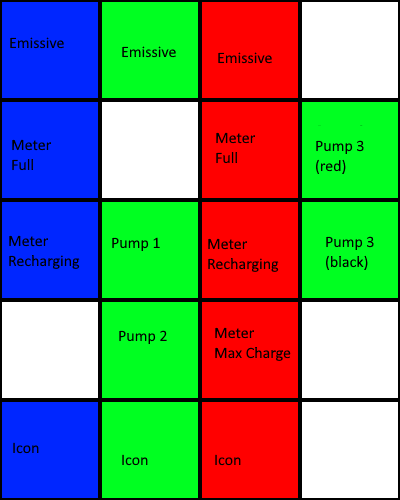 Emissive
Emissive
Emissive
Meter
Full
Meter
Full
Pump 3
(red)
Meter
Recharging
Pump 1
Meter
Recharging
Pump 3
(black)
Pump 2
Meter
Max Charge
Icon
Icon
Icon